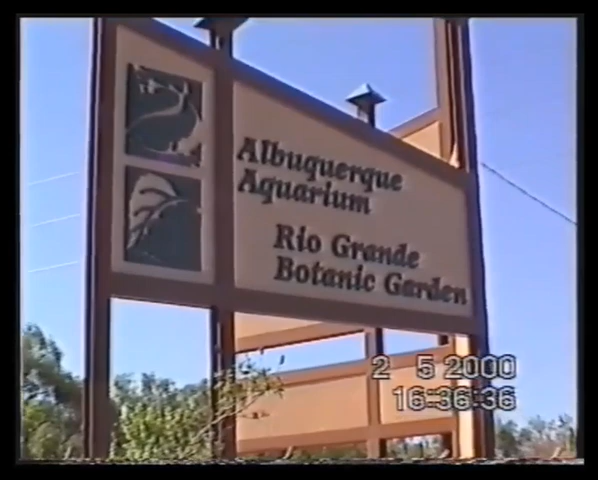 Albuquerque
Aquarium
Rio Grande
Botanic Garden
2 5 2000
16:36:36